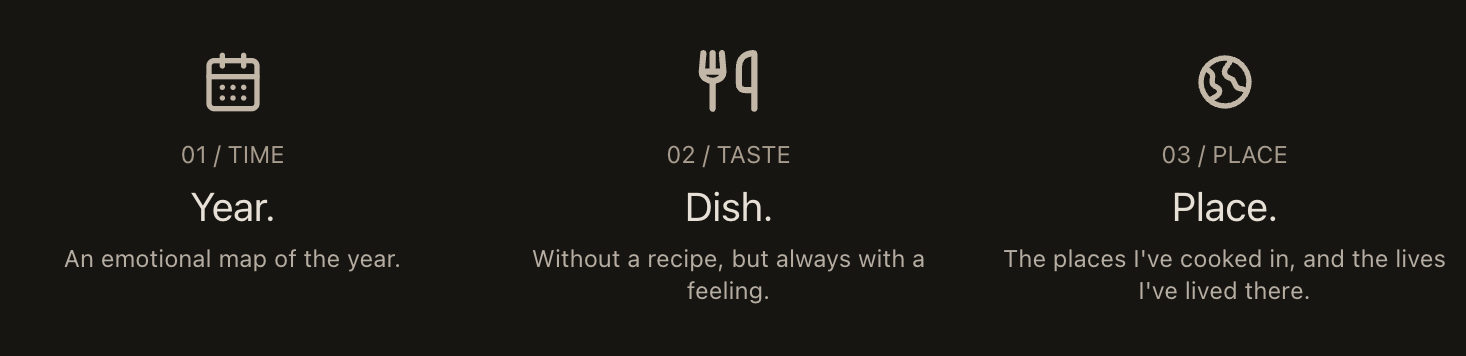 01 / TIME
Year.
An emotional map of the year.
02 / TASTE
Dish.
Without a recipe, but always with a
feeling.
03 / PLACE
Place.
The places I've cooked in, and the lives
I've lived there.